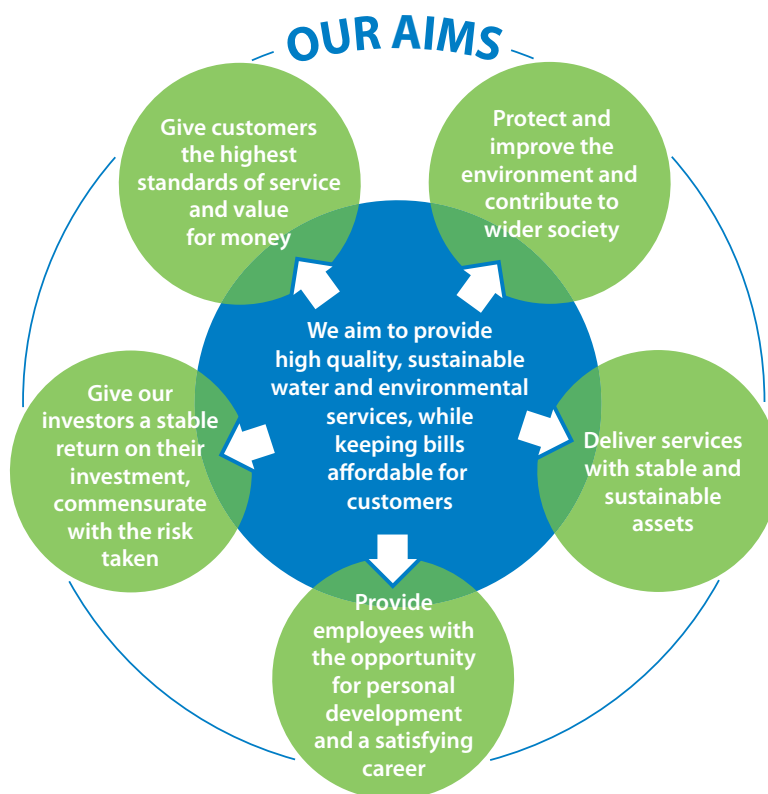 OUR AIMS
Give customers
the highest
standards of service
and value
for money
Protect and
improve the
environment and
contribute to
wider society
We aim to provide
high quality, sustainable
water and environmental
services, while
keeping bills
affordable for
customers
Give our
investors a stable
return on their
investment,
commensurate
with the risk
taken
Deliver services
with stable and
sustainable
assets
Provide
employees with
the opportunity
for personal
development
and a satisfying
career